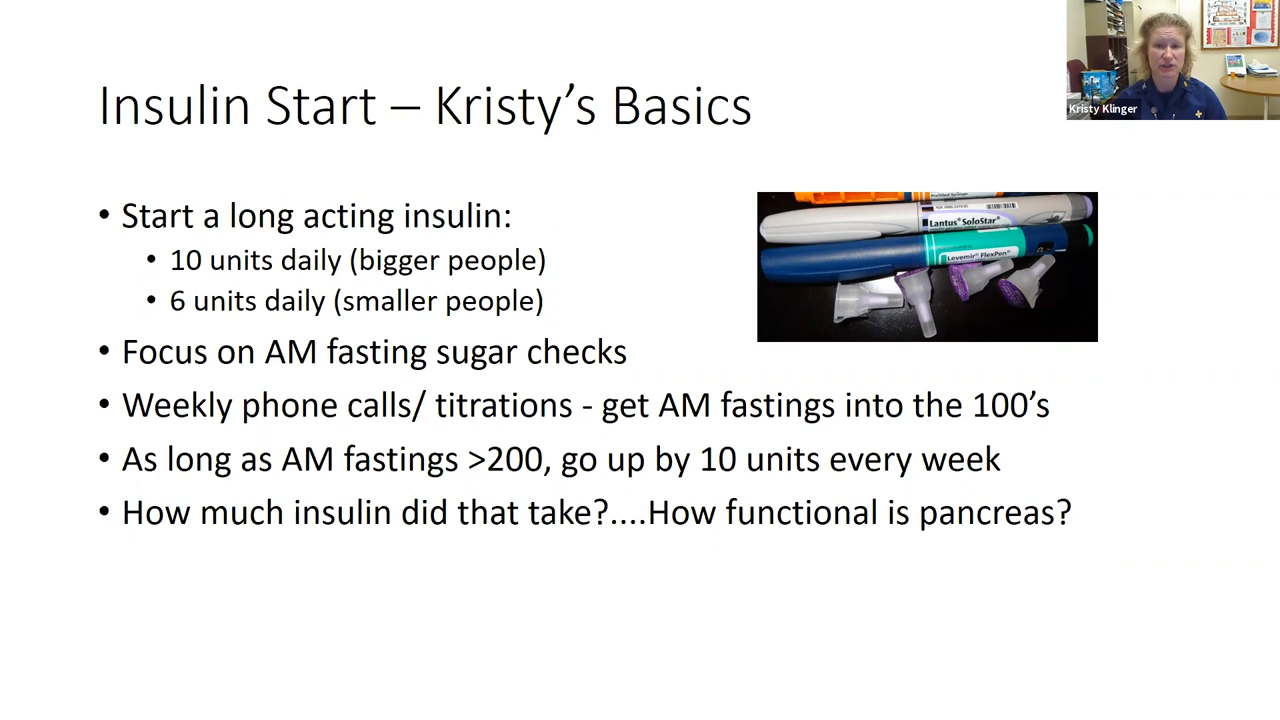 Insulin Start – Kristy's Basics
Kristy Klinger
• Start a long acting insulin:
• 10 units daily (bigger people)
• 6 units daily (smaller people)
Lantus® SoloStar®
Levemir® FlexPen®
• Focus on AM fasting sugar checks
• Weekly phone calls/ titrations - get AM fastings into the 100's
• As long as AM fastings >200, go up by 10 units every week
• How much insulin did that take?....How functional is pancreas?